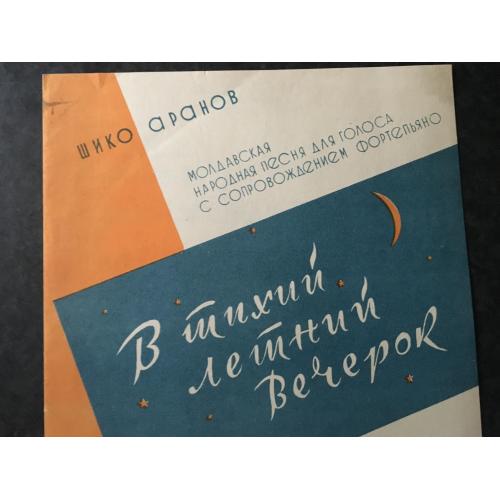 ШИКО АРАНОВ
МОЛДАВСКАЯ
НАРОДНАЯ ПЕСНЯ ДЛЯ ГОЛОСА
С СОПРОВОЖДЕНИЕМ ФОРТЕПЬЯНО
В тихий
летний
вечерок